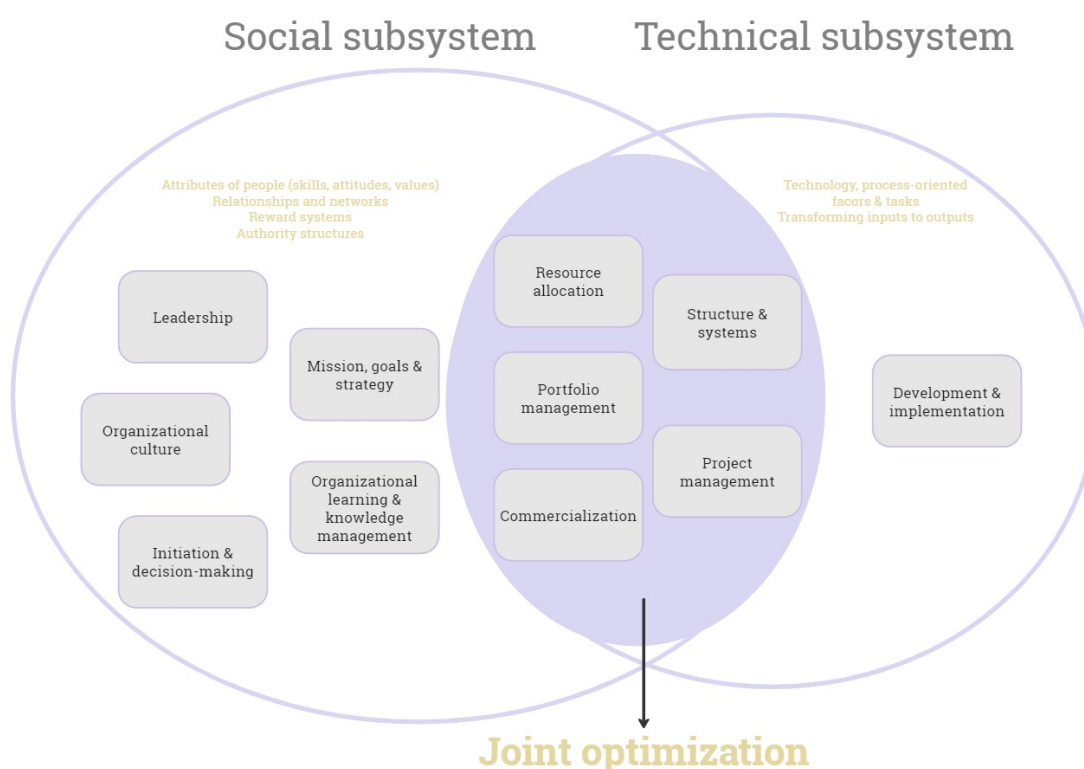 Social subsystem
Technical subsystem
Attributes of people (skills, attitudes, values)
Relationships and networks
Reward systems
Authority structures
Technology, process-oriented
facors & tasks
Transforming inputs to outputs
Leadership
Mission, goals &
strategy
Organizational
culture
Organizational
learning &
knowledge
management
Initiation &
decision-making
Resource
allocation
Structure &
systems
Portfolio
management
Project
management
Commercialization
Development &
implementation
Joint optimization